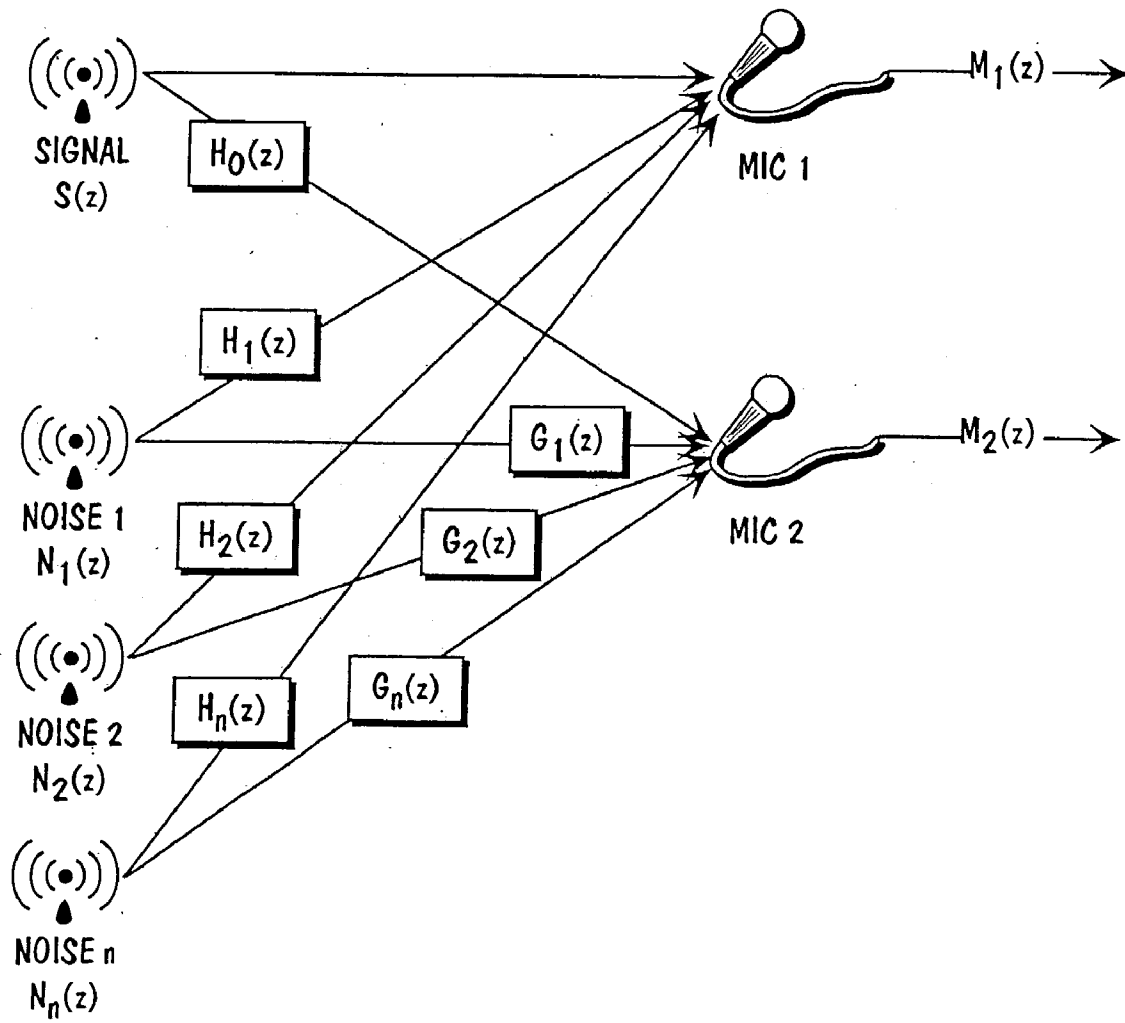 SIGNAL
S(z)
H0(z)
MIC 1
M1(z)
H1(z)
NOISE 1
N1(z)
G1(z)
MIC 2
M2(z)
H2(z)
G2(z)
NOISE 2
N2(z)
Hn(z)
Gn(z)
NOISE n
Nn(z)